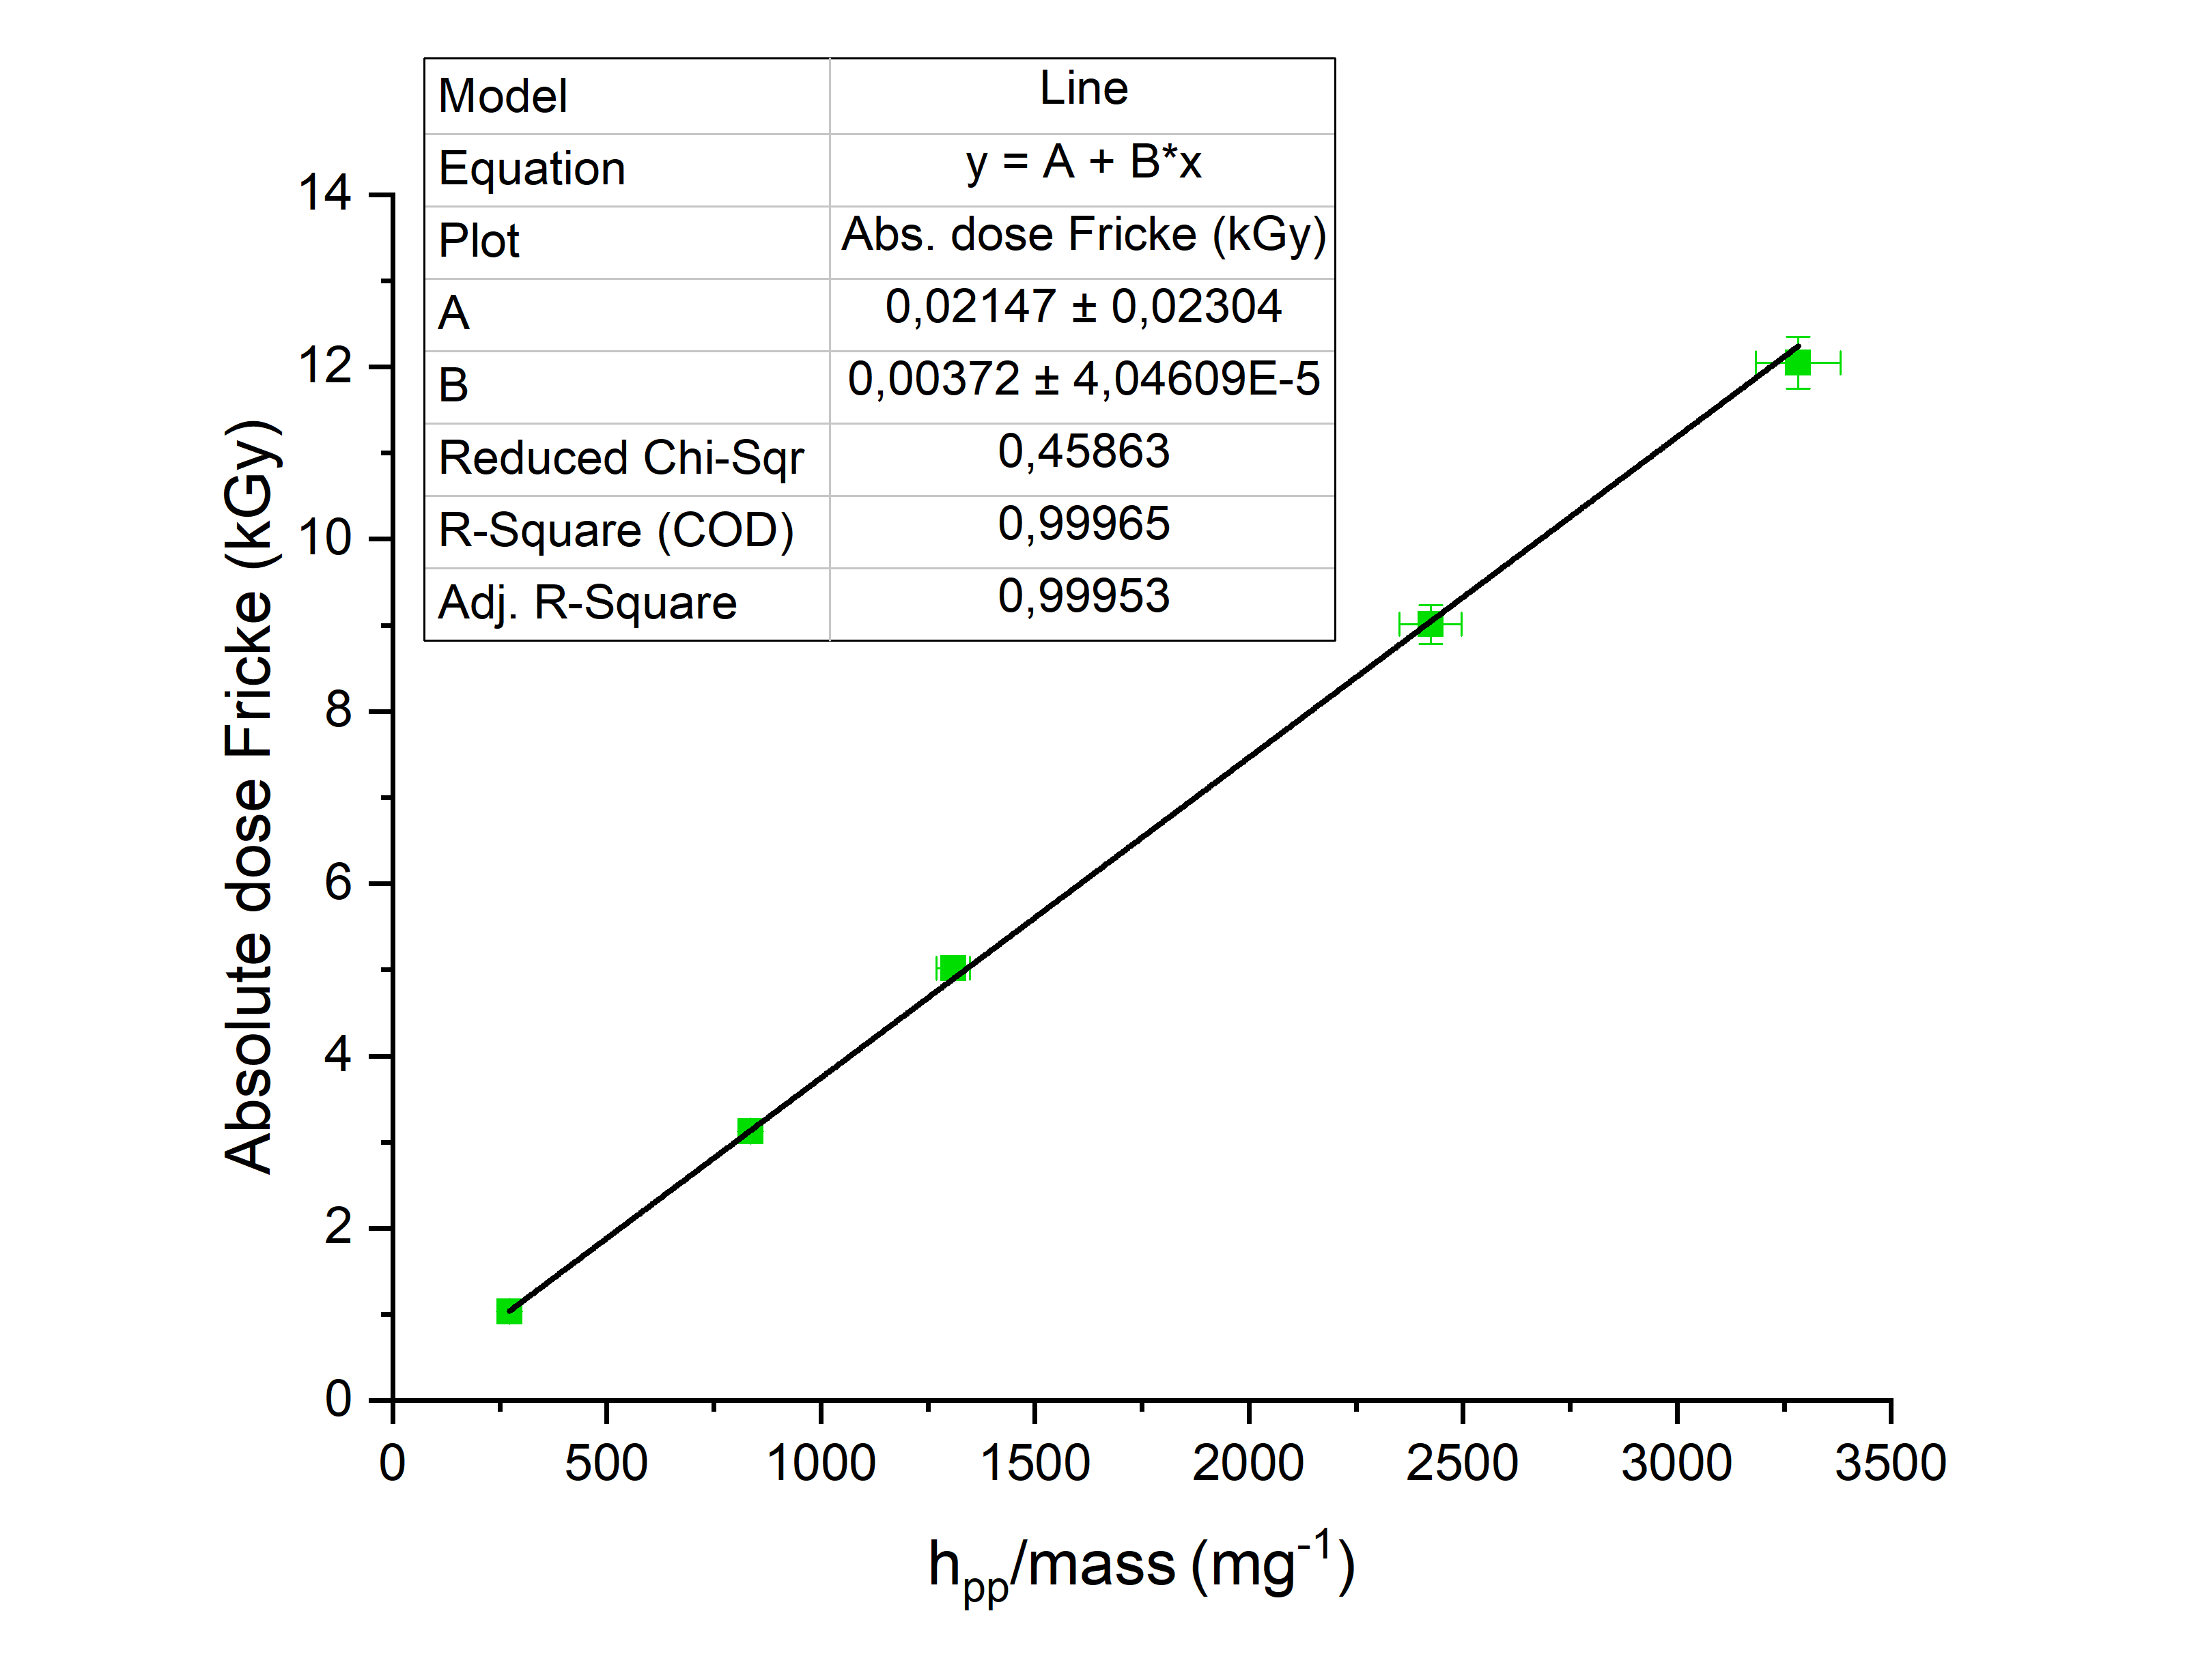 Model Line
Equation y = A + B*x
Plot Abs. dose Fricke (kGy)
A 0,02147 ± 0,02304
B 0,00372 ± 4,04609E-5
Reduced Chi-Sqr 0,45863
R-Square (COD) 0,99965
Adj. R-Square 0,99953
Absolute dose Fricke (kGy)
14
12
10
8
6
4
2
0
0 500 1000 1500 2000 2500 3000 3500
h_pp/mass (mg^-1)